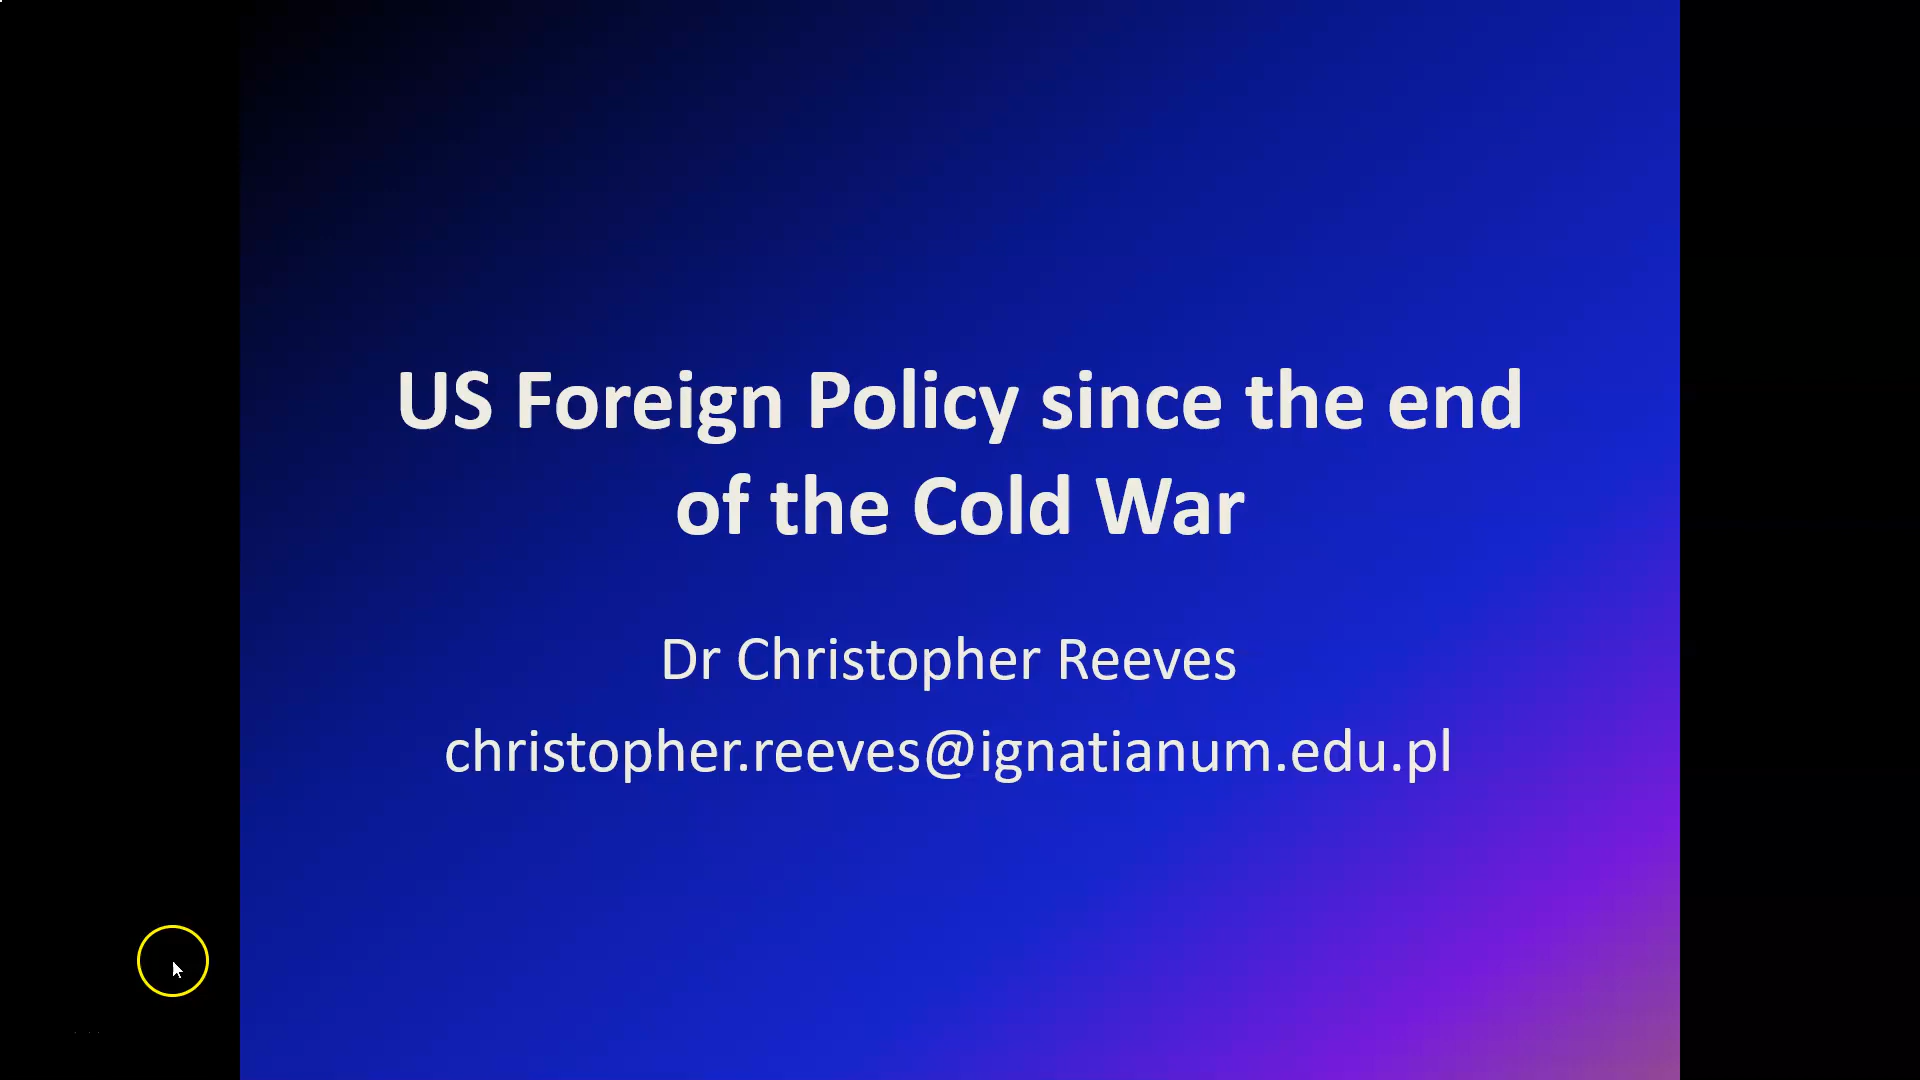 US Foreign Policy since the end
of the Cold War
Dr Christopher Reeves
christopher.reeves@ignatianum.edu.pl